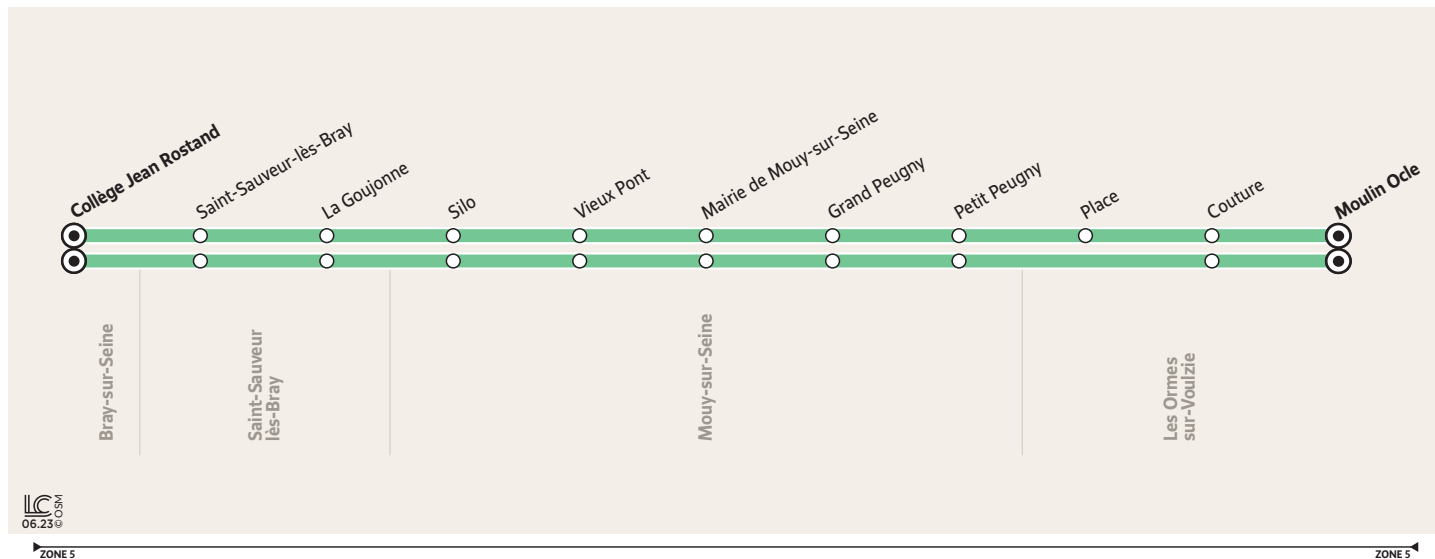 Collège Jean Rostand
Saint-Sauveur-lès-Bray
La Goujonne
Silo
Vieux Pont
Mairie de Mouy-sur-Seine
Grand Peugny
Petit Peugny
Place
Couture
Moulin Ocle
Bray-sur-Seine
Saint-Sauveur
lès-Bray
Mouy-sur-Seine
Les Ormes
sur-Voulzie
LC
06.23 © OSM
ZONE 5
ZONE 5